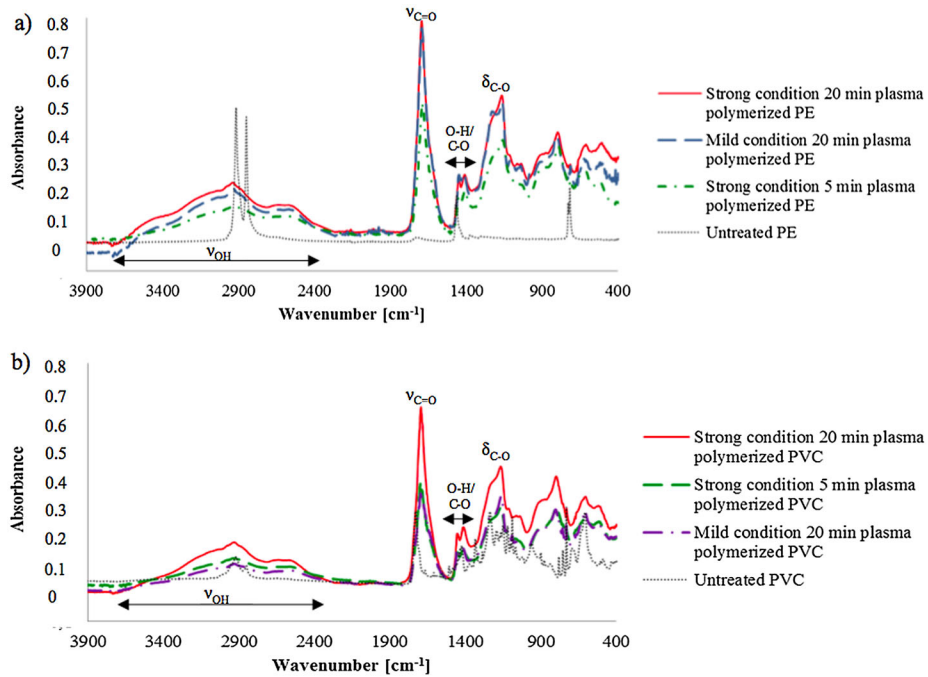 a)
0.8
0.7
0.6
0.5
0.4
0.3
0.2
0.1
0
Absorbance
νC=O
δC-O
O-H/
C-O
νOH
3900 3400 2900 2400 1900 1400 900 400
Wavenumber [cm-1]
Strong condition 20 min plasma
polymerized PE
Mild condition 20 min plasma
polymerized PE
Strong condition 5 min plasma
polymerized PE
Untreated PE
b)
0.8
0.7
0.6
0.5
0.4
0.3
0.2
0.1
0
Absorbance
νC=O
δC-O
O-H/
C-O
νOH
3900 3400 2900 2400 1900 1400 900 400
Wavenumber [cm-1]
Strong condition 20 min plasma
polymerized PVC
Strong condition 5 min plasma
polymerized PVC
Mild condition 20 min plasma
polymerized PVC
Untreated PVC